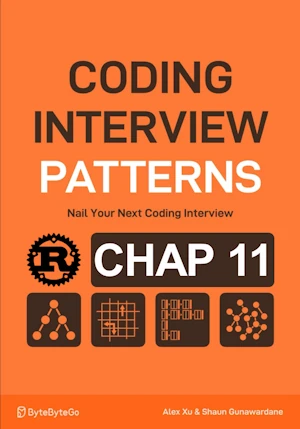 CODING
INTERVIEW
PATTERNS
Nail Your Next Coding Interview
R
CHAP 11
ByteByteGo
Alex Xu & Shaun Gunawardane